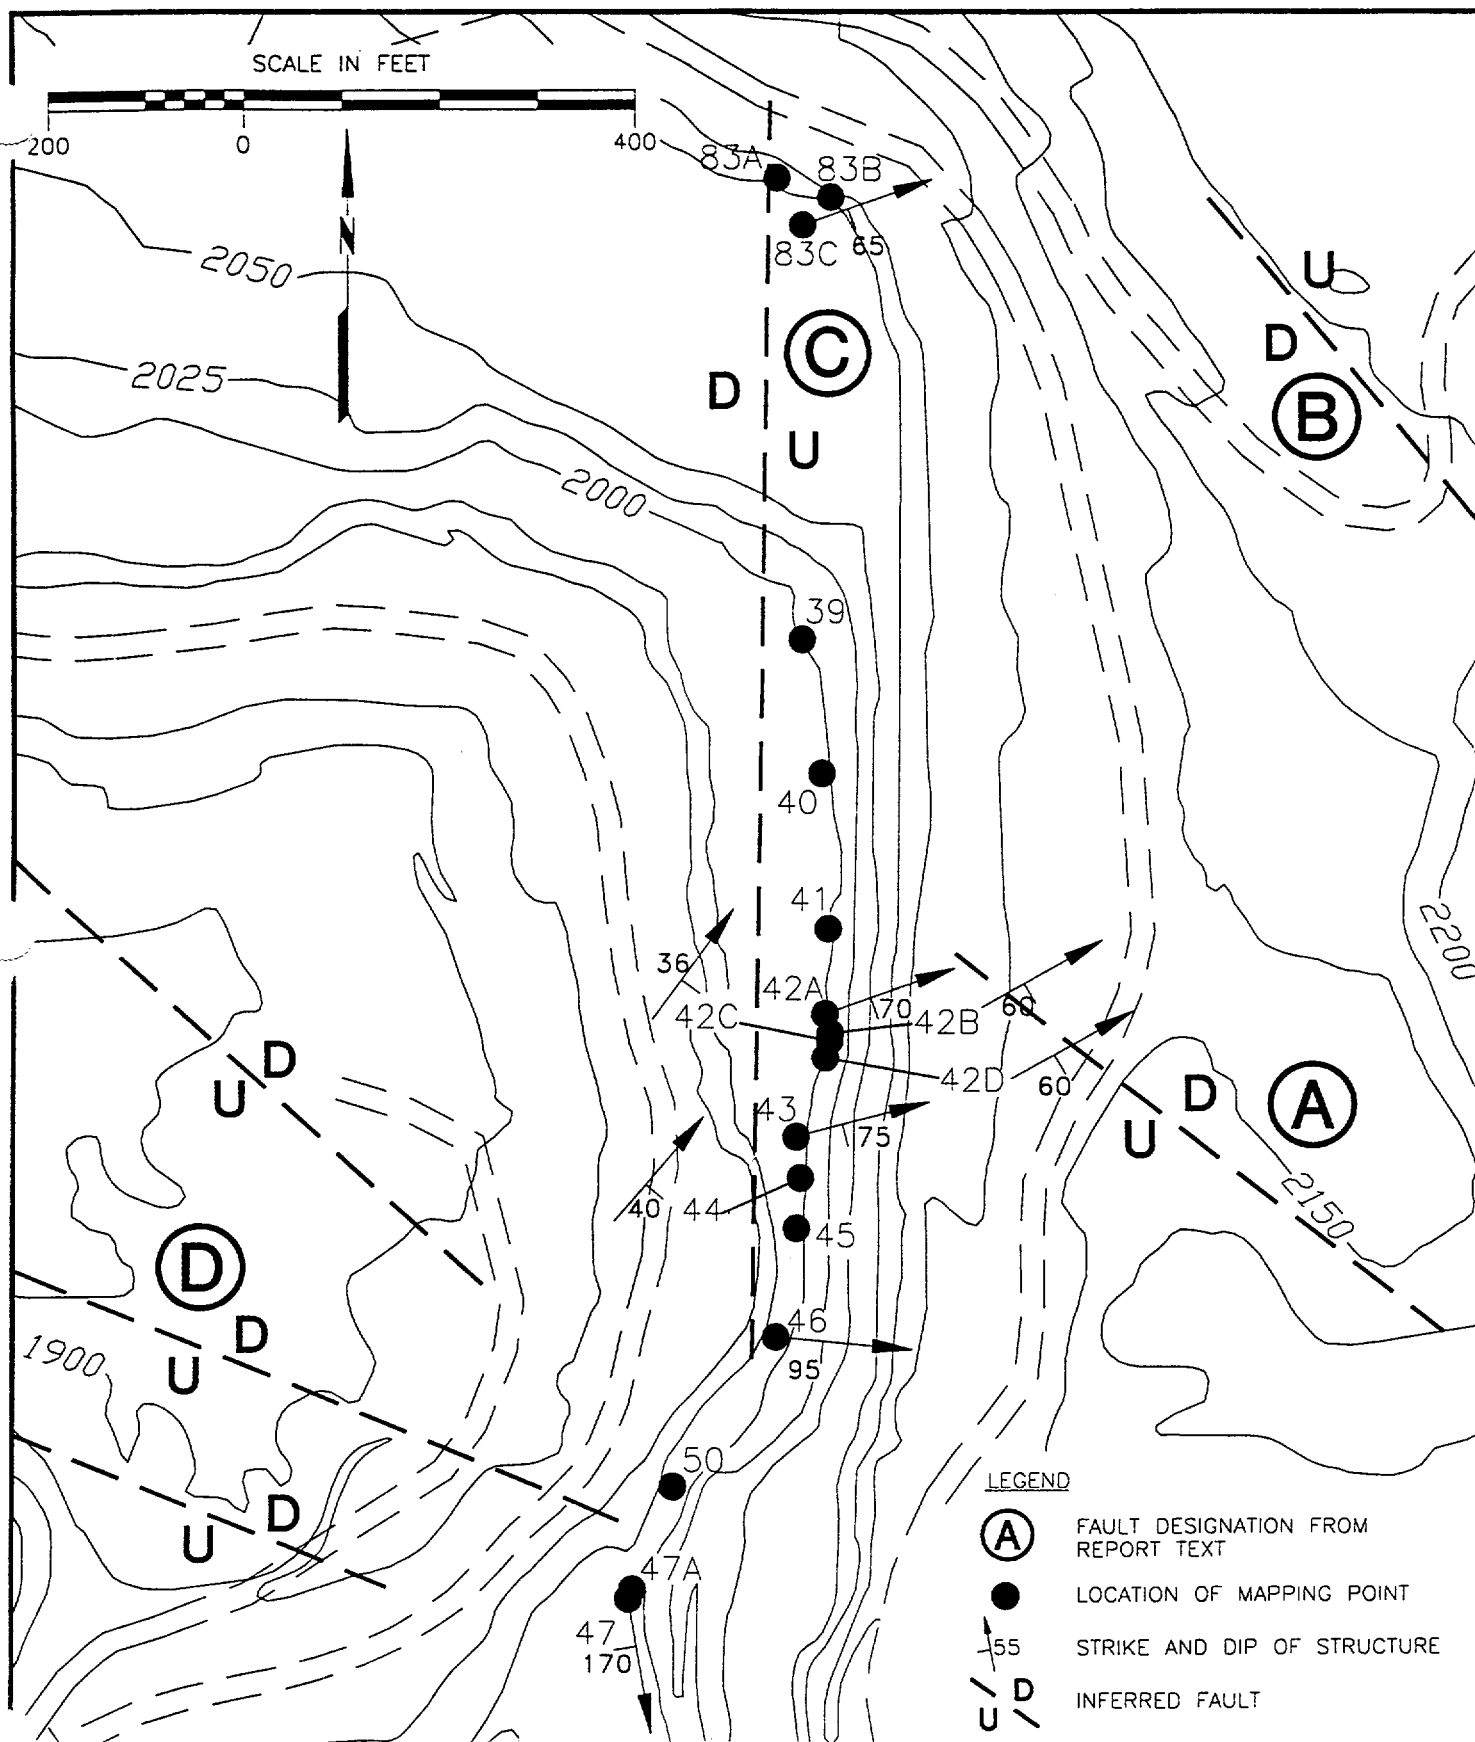 SCALE IN FEET
200 0 400
N
83A
83B
83C 65
2050
U
D
C
2025
D
B
U
2000
39
40
41
2200
36
42A
70
60
42C
42B
D
42D
60
U
D
A
43
U
75
40
44
2150
45
D
46
D
1900
U
95
50
LEGEND
D
U
A FAULT DESIGNATION FROM
REPORT TEXT
47A
LOCATION OF MAPPING POINT
47
170
55 STRIKE AND DIP OF STRUCTURE
D
U
INFERRED FAULT